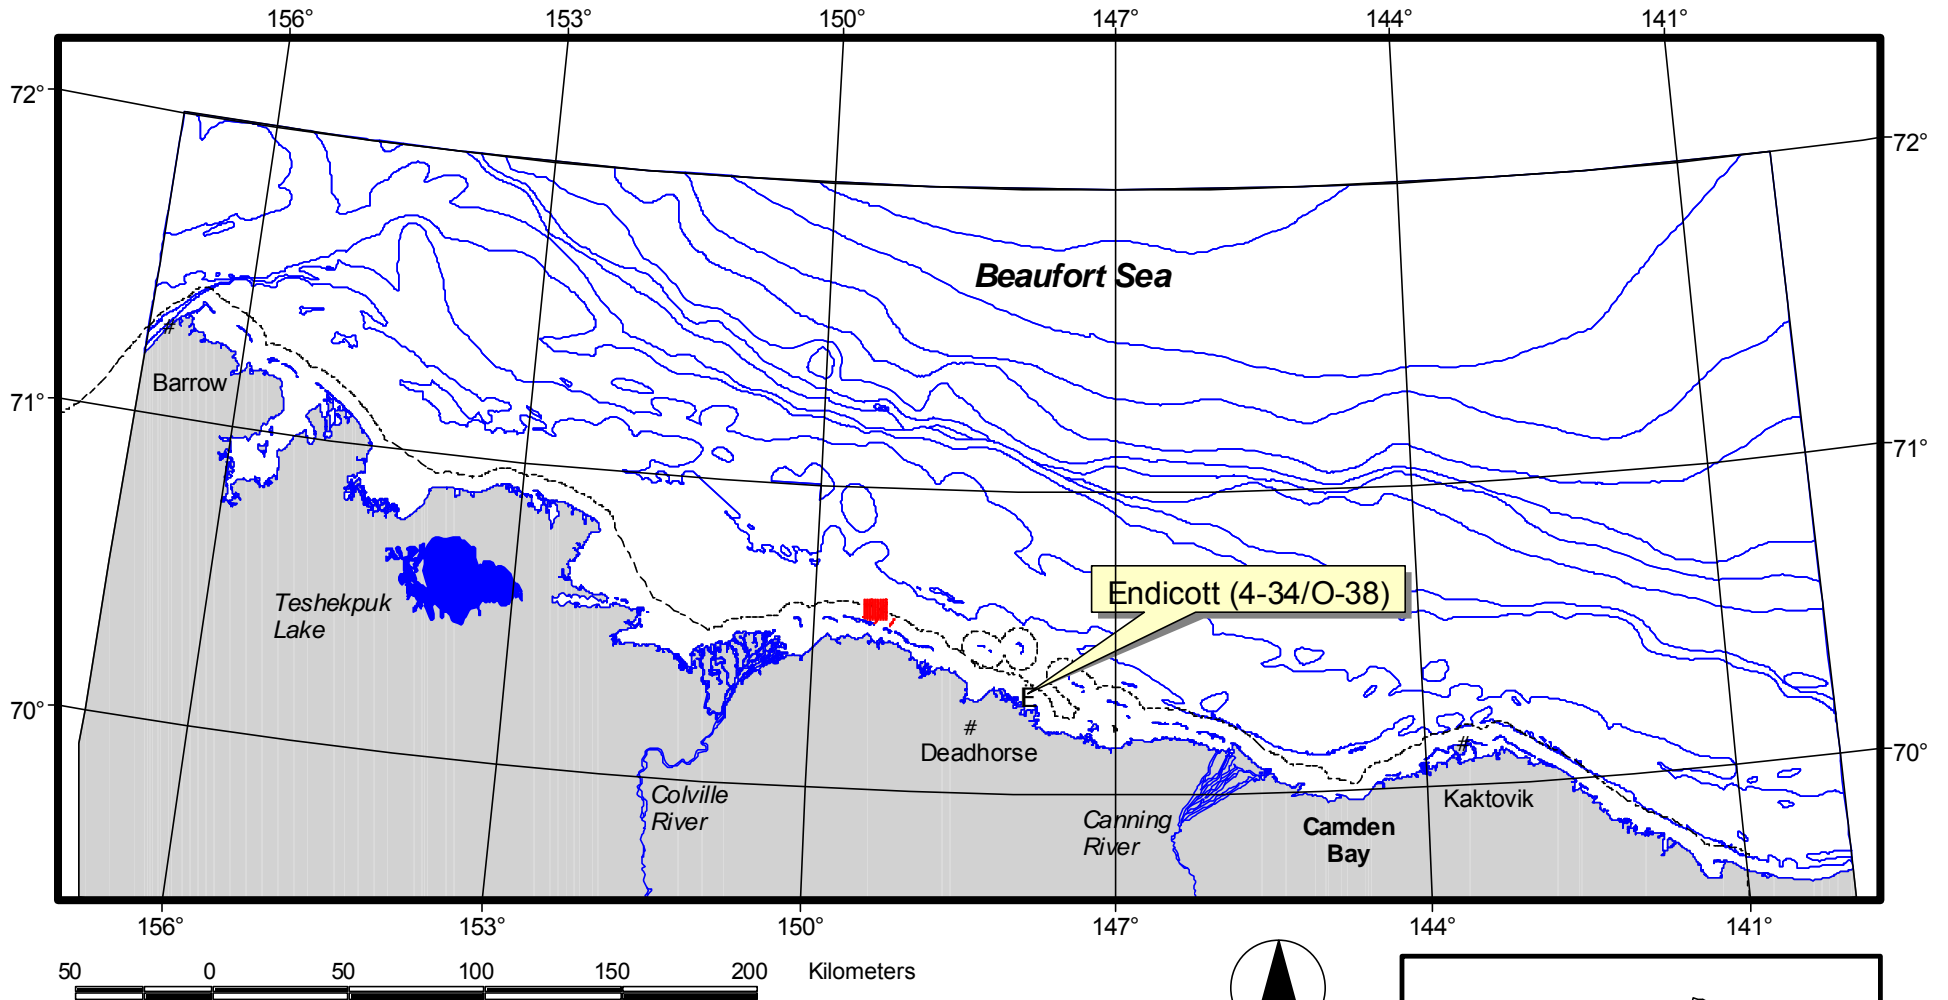 156° 153° 150° 147° 144° 141°
72°
72°
Beaufort Sea
#
Barrow
71°
71°
Endicott (4-34/O-38)
Teshekpuk
Lake
E
70°
#
Deadhorse
#
70°
Colville
River
Kaktovik
Canning
River
Camden
Bay
156° 153° 150° 147° 144° 141°
50 0 50 100 150 200 Kilometers